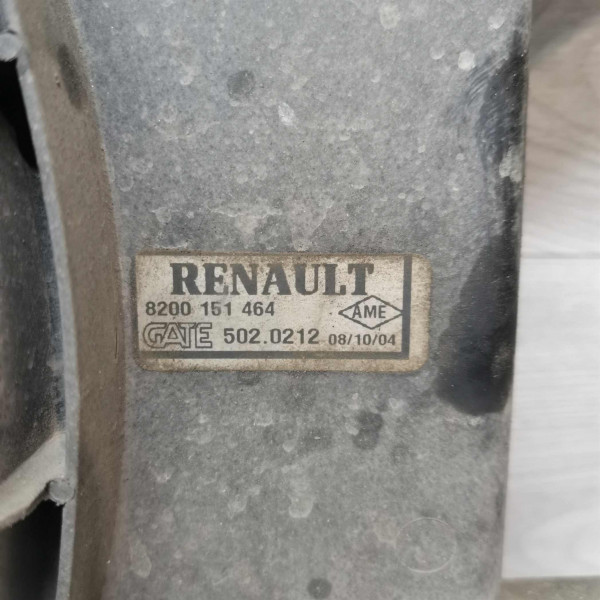 RENAULT
8200 151 464
AME
GATE 502.0212 08/10/04